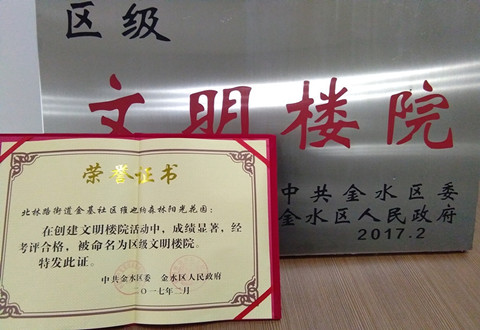 区级
文明楼院
中共金水区委
金水区人民政府
2017.2
荣誉证书
北林路街道金基社区维也纳森林阳光花园：
在创建文明楼院活动中，成绩显著，经
考评合格，被命名为区级文明楼院。
特发此证。
中共金水区委 金水区人民政府
二〇一七年二月